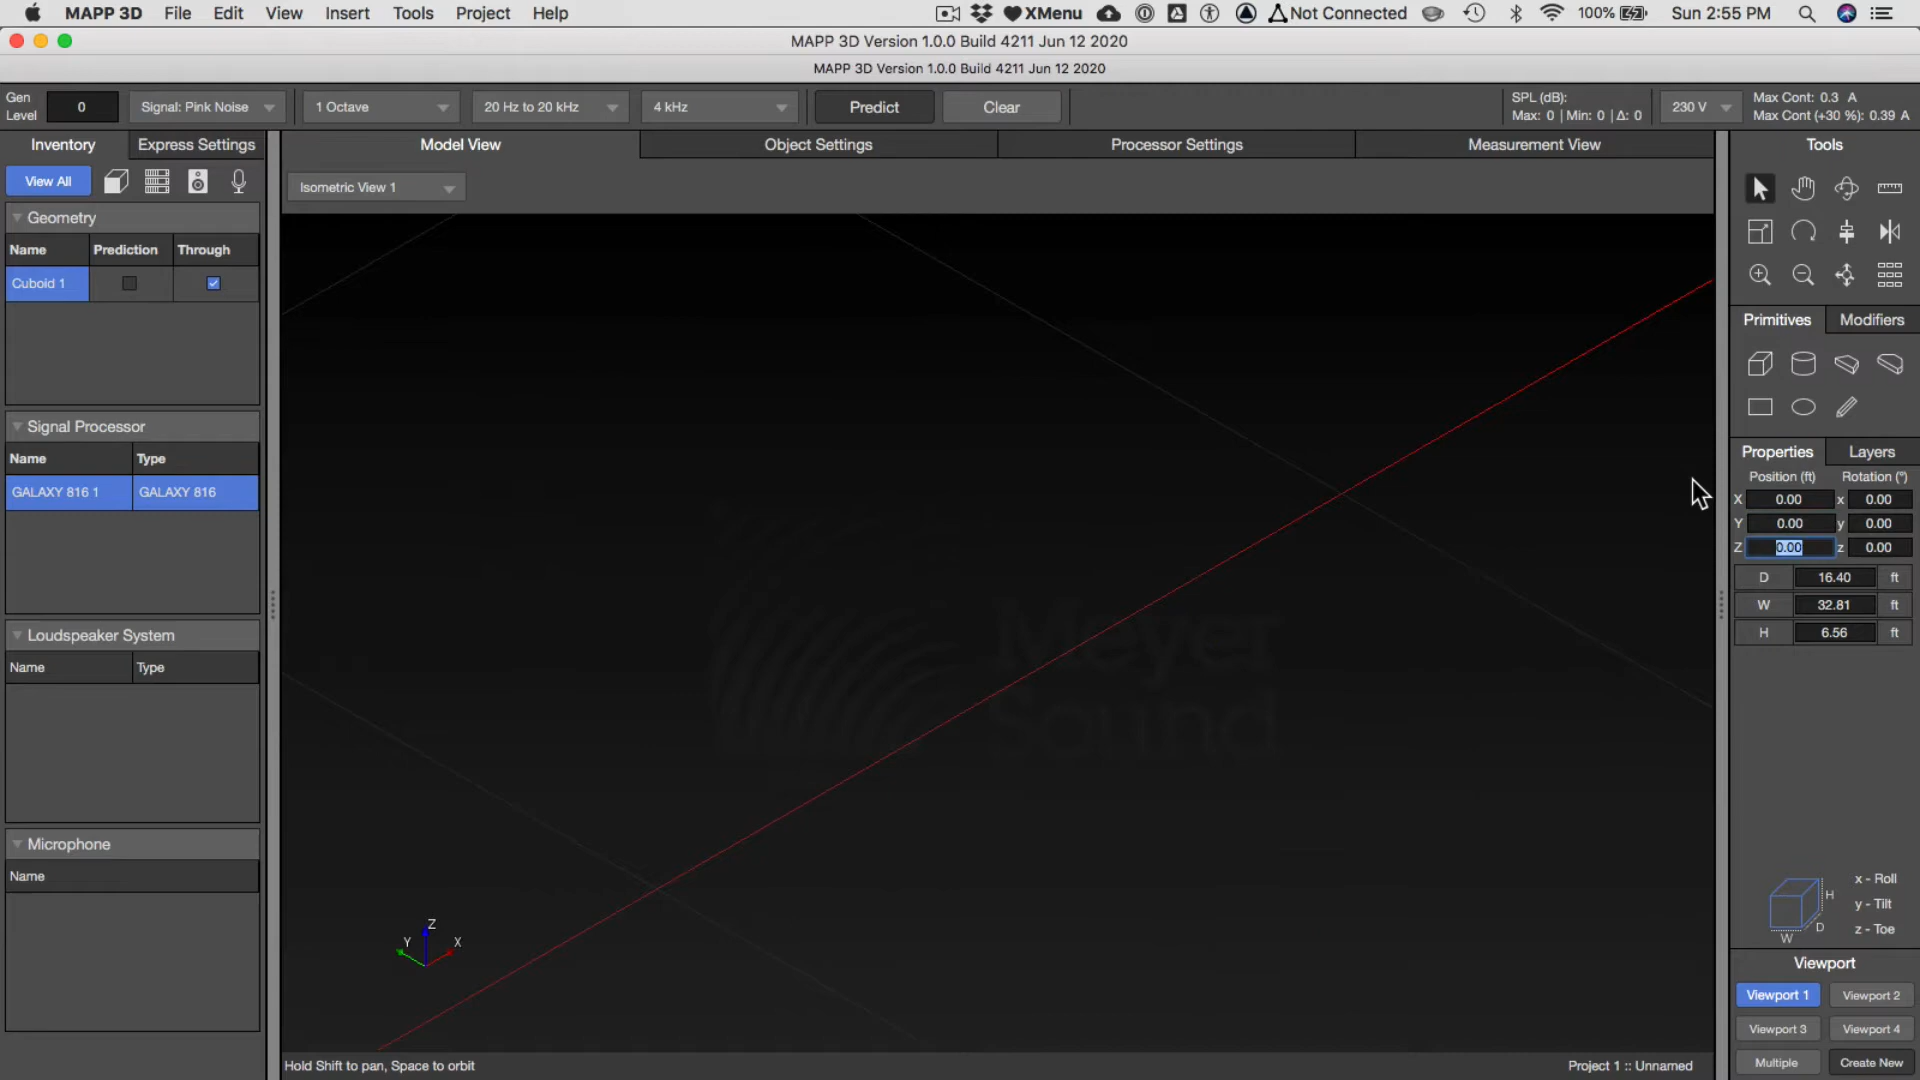 MAPP 3D File Edit View Insert Tools Project Help XMenu Not Connected 100% Sun 2:55 PM
MAPP 3D Version 1.0.0 Build 4211 Jun 12 2020
MAPP 3D Version 1.0.0 Build 4211 Jun 12 2020
Gen Level 0 Signal: Pink Noise 1 Octave 20 Hz to 20 kHz 4 kHz Predict Clear
SPL (dB):
Max: 0 | Min: 0 | Δ: 0
230 V
Max Cont: 0.3 A
Max Cont (+30 %): 0.39 A
Inventory Express Settings
View All
Geometry
Name Prediction Through
Cuboid 1
Signal Processor
Name Type
GALAXY 816 1 GALAXY 816
Loudspeaker System
Name Type
Microphone
Name
Model View Object Settings Processor Settings Measurement View
Isometric View 1
Meyer
Sound
Z
Y X
Hold Shift to pan, Space to orbit
Project 1 :: Unnamed
Tools
Primitives Modifiers
Properties Layers
Position (ft) Rotation (°)
X 0.00 x 0.00
Y 0.00 y 0.00
Z 0.00 z 0.00
D 16.40 ft
W 32.81 ft
H 6.56 ft
H
D
W
x - Roll
y - Tilt
z - Toe
Viewport
Viewport 1 Viewport 2
Viewport 3 Viewport 4
Multiple Create New